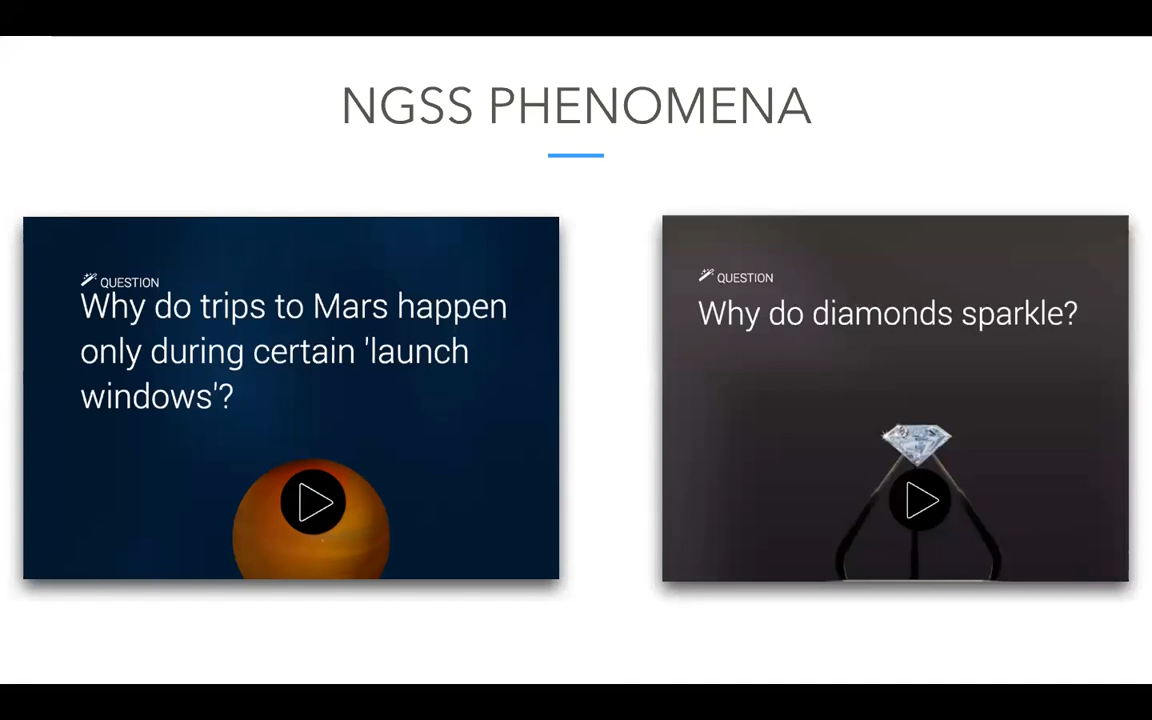 NGSS PHENOMENA
QUESTION
Why do trips to Mars happen
only during certain 'launch
windows'?
QUESTION
Why do diamonds sparkle?